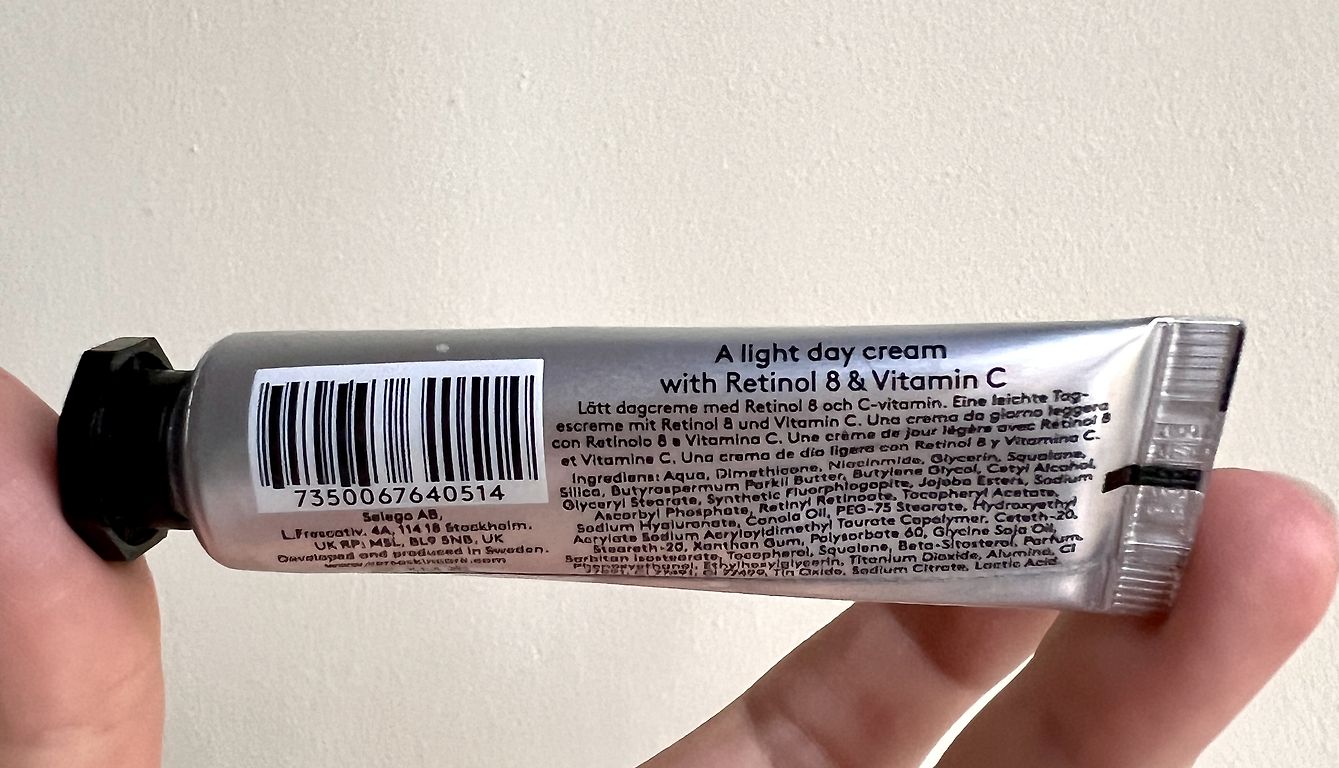 7350067640514
Selego AB,
4A, 114 18 Stockholm.
UK RP: MSL, BL9 5NB, UK
Developed and produced in Sweden.
A light day cream
with Retinol 8 & Vitamin C
Lätt dagcreme med Retinol 8 och C-vitamin. Eine leichte Tag-
escreme mit Retinol 8 und Vitamin C. Una crema da giorno leggera
con Retinolo 8 e Vitamina C. Une crème de jour légère avec Retinol 8
et Vitamine C. Una crema de día ligera con Retinol 8 y Vitamina C.
Ingredients: Aqua, Dimethicone, Niacinmide, Glycerin, Squalane,
Silica, Butyrospermum Parkii Butter, Butylene Glycol, Cetyl Alcohol,
Glyceryl Stearate, Synthetic Fluorphlogopite, Jojoba Esters, Sodium
Ascorbyl Phosphate, Retinyl Retinoate, Tocopheryl Acetate,
Sodium Hyaluronate, Canola Oil, PEG-75 Stearate, Hydroxyethyl
Acrylate Sodium Acryloyldimethyl Taurate Copolymer, Ceteth-20,
Steareth-20, Xanthan Gum, Polysorbate 60, Glycine Soja Oil,
Sorbitan Isostearate, Tocopherol, Squalene, Beta-Sitosterol, Parfum,
Phenoxyethanol, Ethylhexylglycerin, Titanium Dioxide, Alumina, CI
Tin Oxide, Sodium Citrate, Lactic Acid